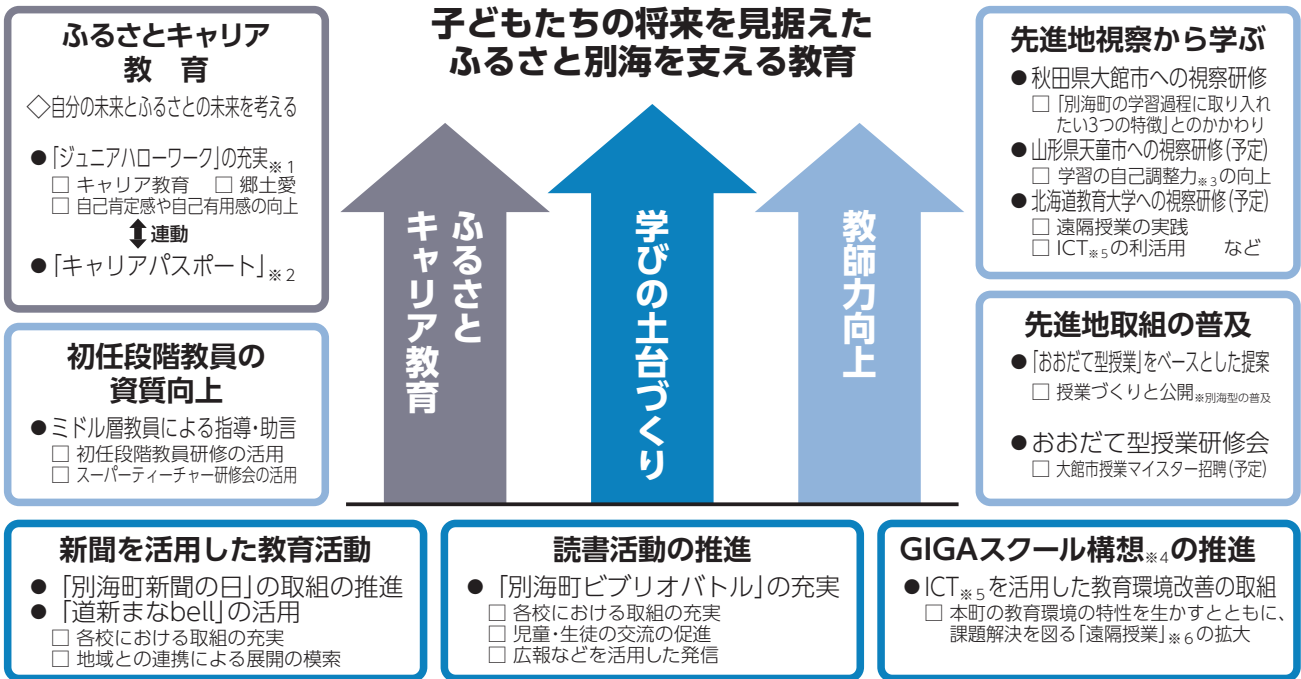 子どもたちの将来を見据えた
ふるさと別海を支える教育
ふるさとキャリア
教 育
◇自分の未来とふるさとの未来を考える
●「ジュニアハローワーク」の充実※1
□ キャリア教育 □ 郷土愛
□ 自己肯定感や自己有用感の向上
連動
●「キャリアパスポート」※2
初任段階教員の
資質向上
●ミドル層教員による指導・助言
□ 初任段階教員研修の活用
□ スーパーティーチャー研修会の活用
ふるさと
キャリア教育
学びの土台づくり
教師力向上
先進地視察から学ぶ
●秋田県大館市への視察研修
□「別海町の学習過程に取り入れ
たい3つの特徴」とのかかわり
●山形県天童市への視察研修(予定)
□ 学習の自己調整力※3の向上
●北海道教育大学への視察研修(予定)
□ 遠隔授業の実践
□ ICT※5の利活用 など
先進地取組の普及
●「おおだて型授業」をベースとした提案
□ 授業づくりと公開※別海型の普及
●おおだて型授業研修会
□ 大館市授業マイスター招聘(予定)
新聞を活用した教育活動
●「別海町新聞の日」の取組の推進
●「道新まなbell」の活用
□ 各校における取組の充実
□ 地域との連携による展開の模索
読書活動の推進
●「別海町ビブリオバトル」の充実
□ 各校における取組の充実
□ 児童・生徒の交流の促進
□ 広報などを活用した発信
GIGAスクール構想※4の推進
●ICT※5を活用した教育環境改善の取組
□ 本町の教育環境の特性を生かすとともに、
課題解決を図る「遠隔授業」※6の拡大